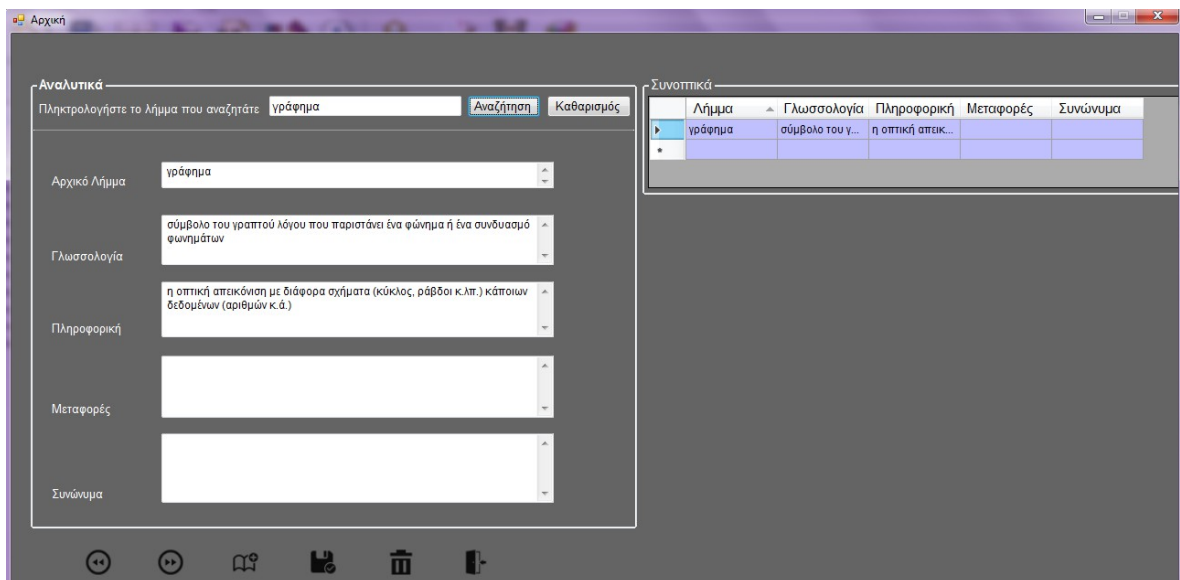 Αρχική
Αναλυτικά
Πληκτρολογήστε το λήμμα που αναζητάτε γράφημα Αναζήτηση Καθαρισμός
Αρχικό Λήμμα γράφημα
σύμβολο του γραπτού λόγου που παριστάνει ένα φώνημα ή ένα συνδυασμό
φωνημάτων
Γλωσσολογία
η οπτική απεικόνιση με διάφορα σχήματα (κύκλος, ράβδοι κ.λπ.) κάποιων
δεδομένων (αριθμών κ.ά.)
Πληροφορική
Μεταφορές
Συνώνυμα
Συνοπτικά
Λήμμα Γλωσσολογία Πληροφορική Μεταφορές Συνώνυμα
γράφημα σύμβολο του γ... η οπτική απεικ...